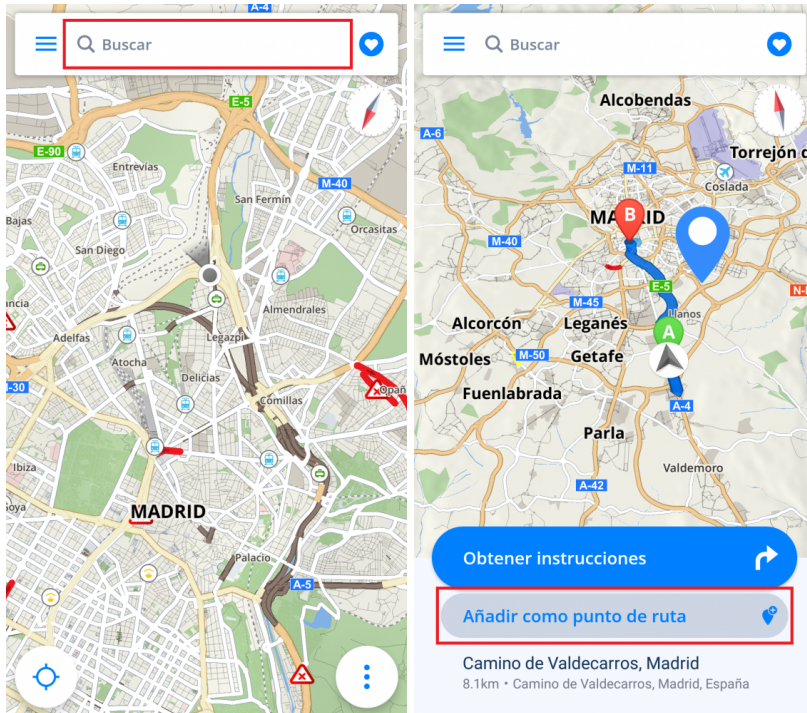 A-4
Buscar
E-5
E-90
Entrevías
M-40
San Fermín
Bajas
Orcasitas
San Diego
Almendrales
Adelfas
Legazpi
Atocha
-30
Delicias
Comillas
Ibiza
MADRID
Palacio
A-5
Buscar
Alcobendas
A-6
Torrejón d
M-11
Coslada
B
M-40
E-5
M-45
Llanos
Alcorcón
Leganés
A
Móstoles
M-50
Getafe
Fuenlabrada
A-4
Parla
Valdemoro
A-42
Obtener instrucciones
Añadir como punto de ruta
Camino de Valdecarros, Madrid
8.1km • Camino de Valdecarros, Madrid, España